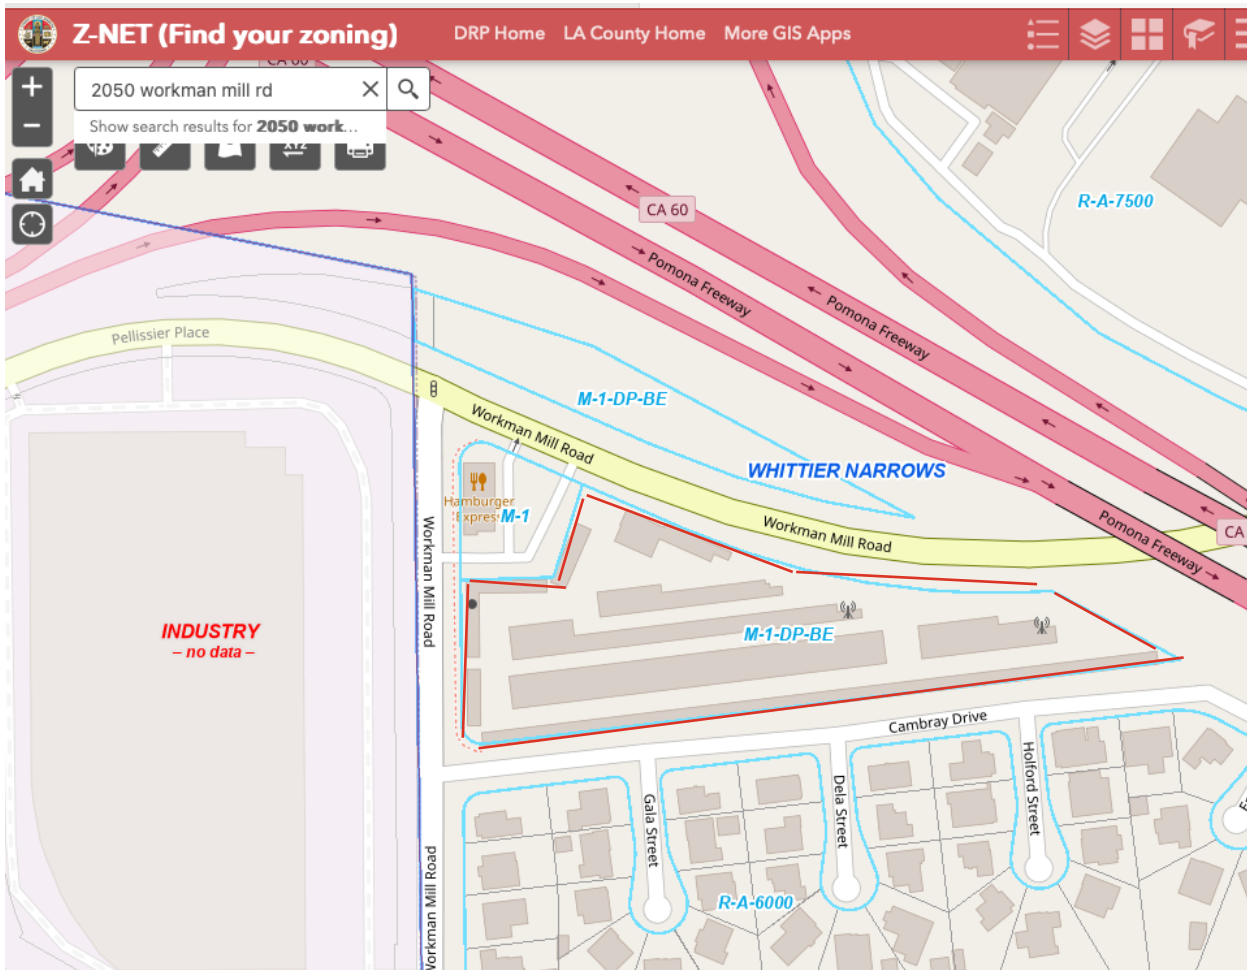 Z-NET (Find your zoning)
DRP Home
LA County Home
More GIS Apps
CA 60
2050 workman mill rd
Show search results for 2050 work...
XYZ
R-A-7500
CA 60
Pomona Freeway
Pomona Freeway
Pellissier Place
M-1-DP-BE
Workman Mill Road
WHITTIER NARROWS
Hamburger
Express
M-1
Workman Mill Road
Pomona Freeway
CA
Workman Mill Road
INDUSTRY
– no data –
M-1-DP-BE
Cambray Drive
Holford Street
Dela Street
Gala Street
Workman Mill Road
R-A-6000